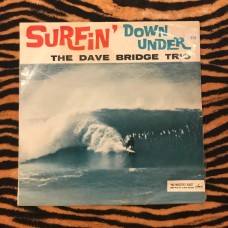 SURFIN' DOWN UNDER
THE DAVE BRIDGE TRIO